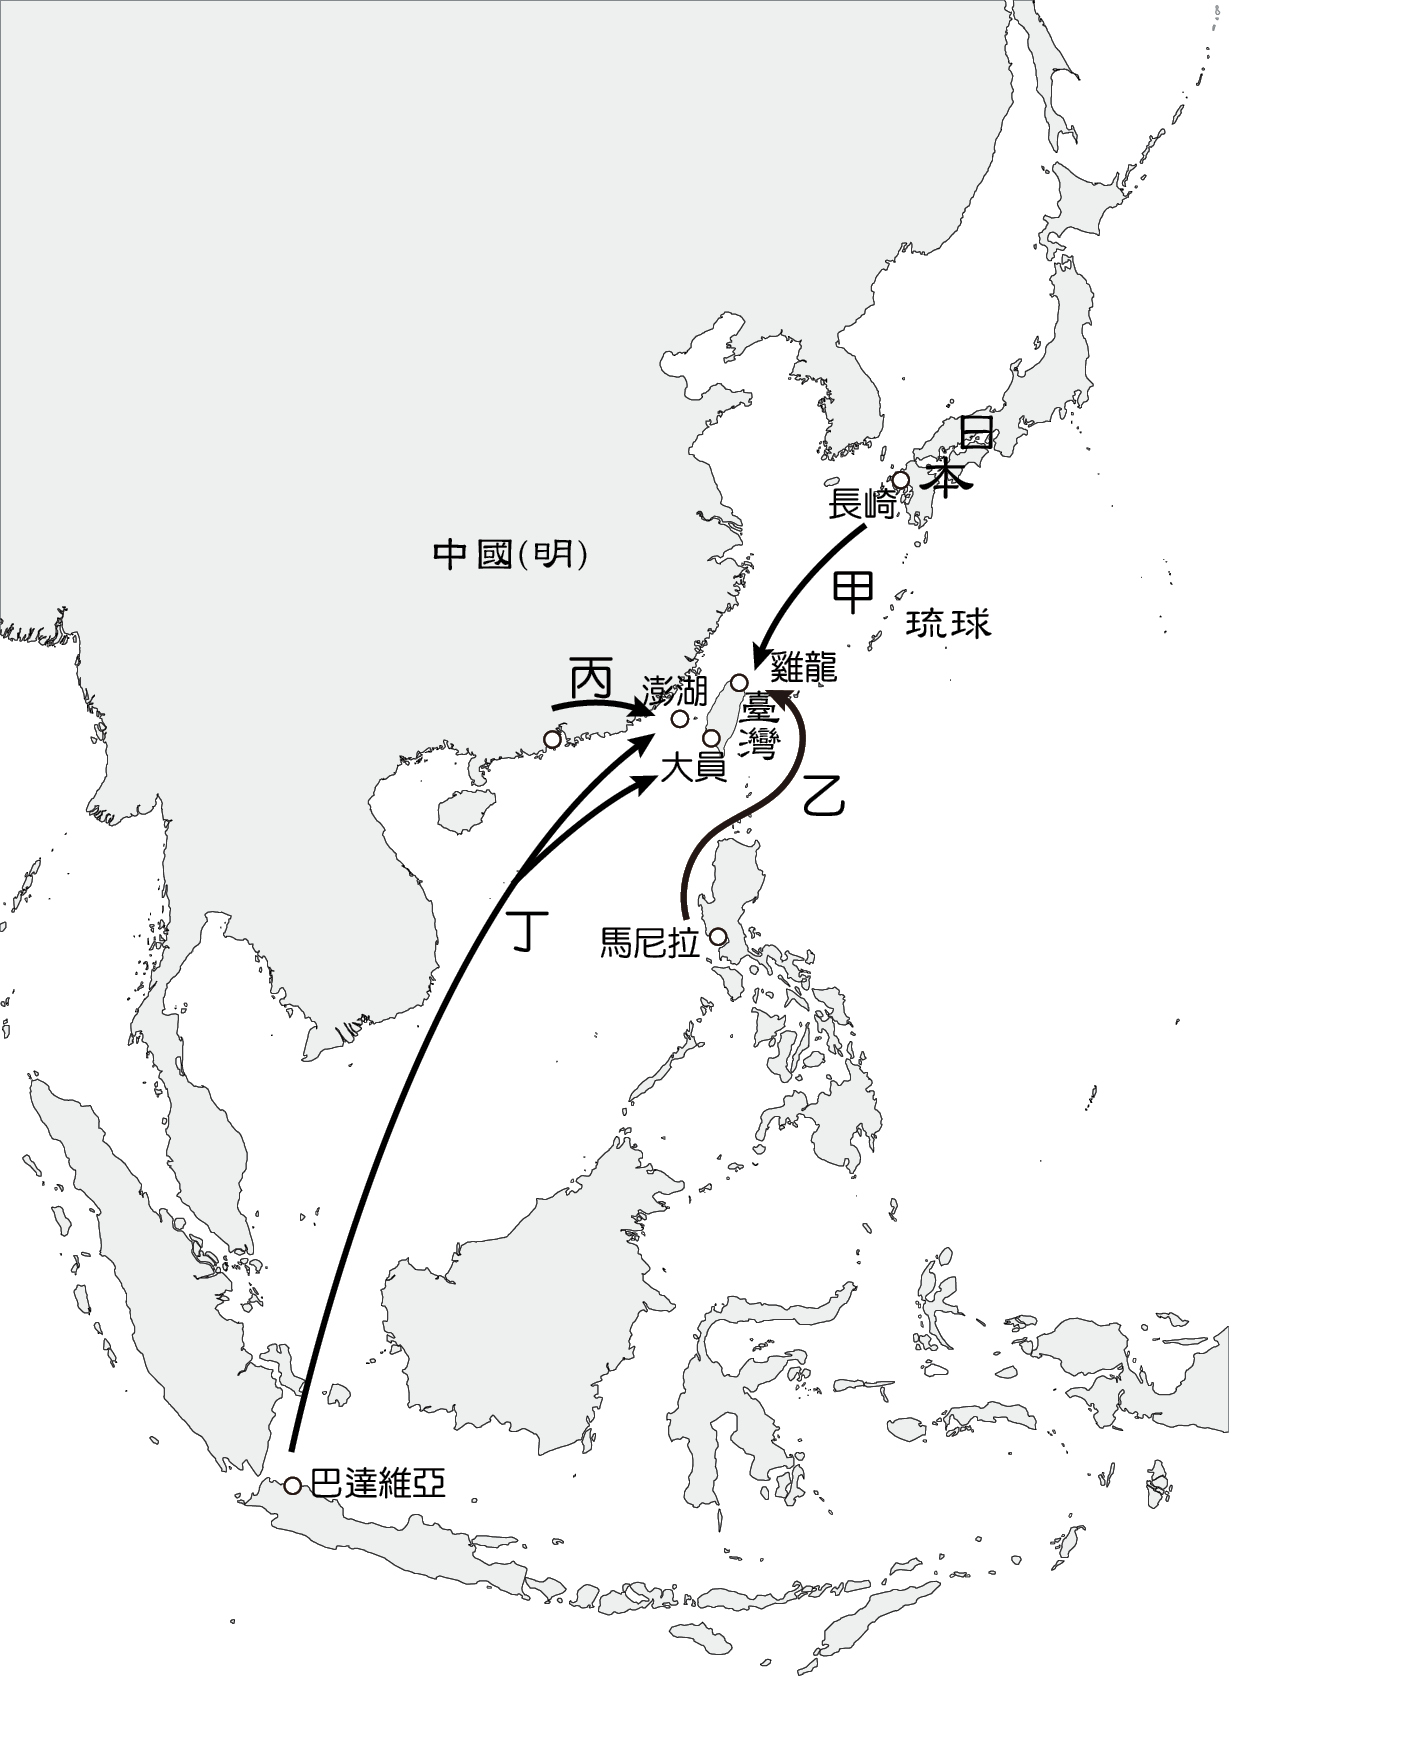 日本
長崎
中國(明)
甲
琉球
丙
澎湖
雞龍
臺灣
大員
乙
丁
馬尼拉
巴達維亞